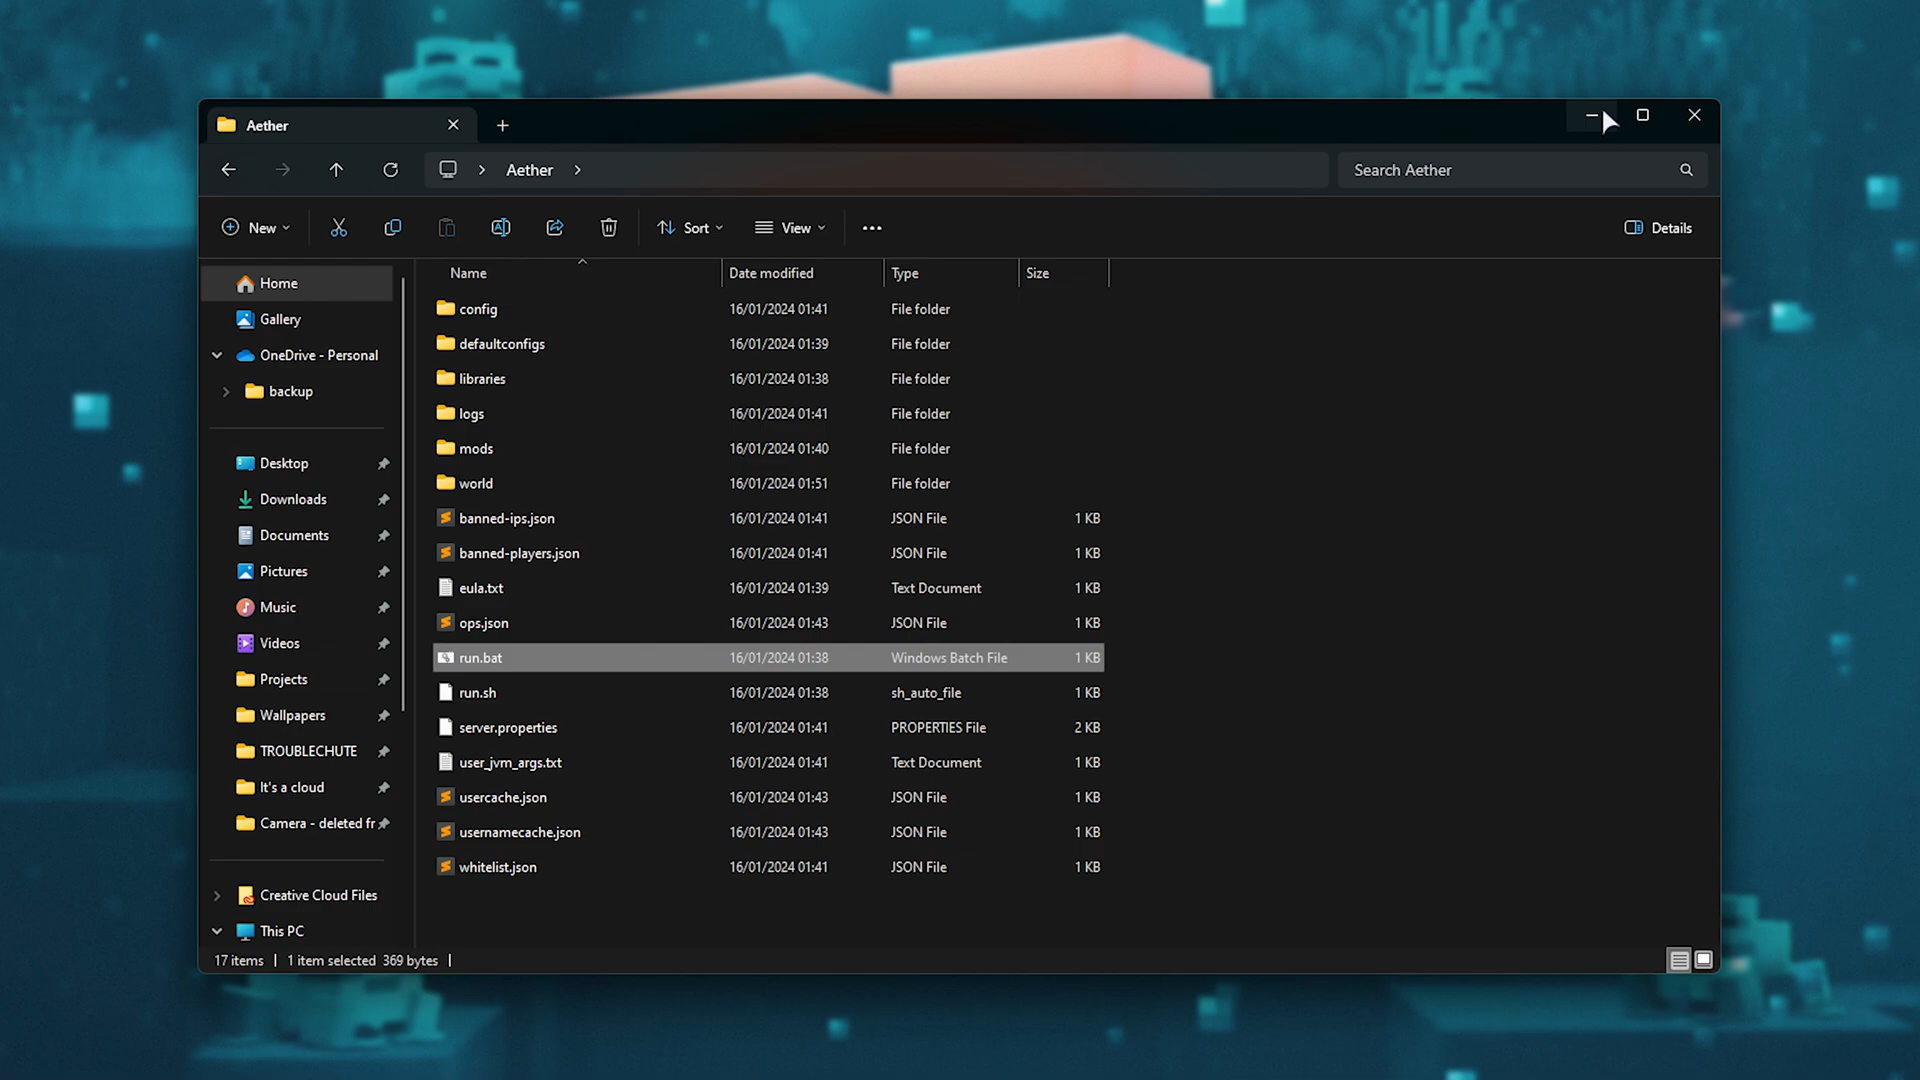 Aether
Aether
Search Aether
New
Sort
View
Details
Name Date modified Type Size
Home
Gallery
OneDrive - Personal
backup
Desktop
Downloads
Documents
Pictures
Music
Videos
Projects
Wallpapers
TROUBLECHUTE
It's a cloud
Camera - deleted fr
Creative Cloud Files
This PC
config 16/01/2024 01:41 File folder
defaultconfigs 16/01/2024 01:39 File folder
libraries 16/01/2024 01:38 File folder
logs 16/01/2024 01:41 File folder
mods 16/01/2024 01:40 File folder
world 16/01/2024 01:51 File folder
banned-ips.json 16/01/2024 01:41 JSON File 1 KB
banned-players.json 16/01/2024 01:41 JSON File 1 KB
eula.txt 16/01/2024 01:39 Text Document 1 KB
ops.json 16/01/2024 01:43 JSON File 1 KB
run.bat 16/01/2024 01:38 Windows Batch File 1 KB
run.sh 16/01/2024 01:38 sh_auto_file 1 KB
server.properties 16/01/2024 01:41 PROPERTIES File 2 KB
user_jvm_args.txt 16/01/2024 01:41 Text Document 1 KB
usercache.json 16/01/2024 01:43 JSON File 1 KB
usernamecache.json 16/01/2024 01:43 JSON File 1 KB
whitelist.json 16/01/2024 01:41 JSON File 1 KB
17 items 1 item selected 369 bytes